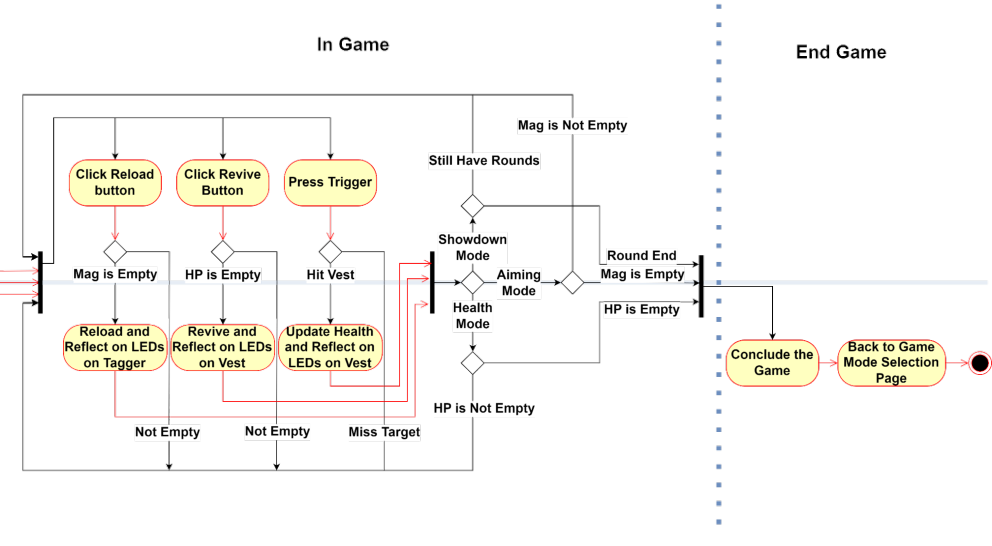 In Game
End Game
Mag is Not Empty
Still Have Rounds
Click Reload
button
Click Revive
Button
Press Trigger
Showdown
Mode
Round End
Mag is Empty
HP is Empty
Hit Vest
Aiming
Mode
Mag is Empty
HP is Empty
Health
Mode
Reload and
Reflect on LEDs
on Tagger
Revive and
Reflect on LEDs
on Vest
Update Health
and Reflect on
LEDs on Vest
Conclude the
Game
Back to Game
Mode Selection
Page
HP is Not Empty
Not Empty
Not Empty
Miss Target